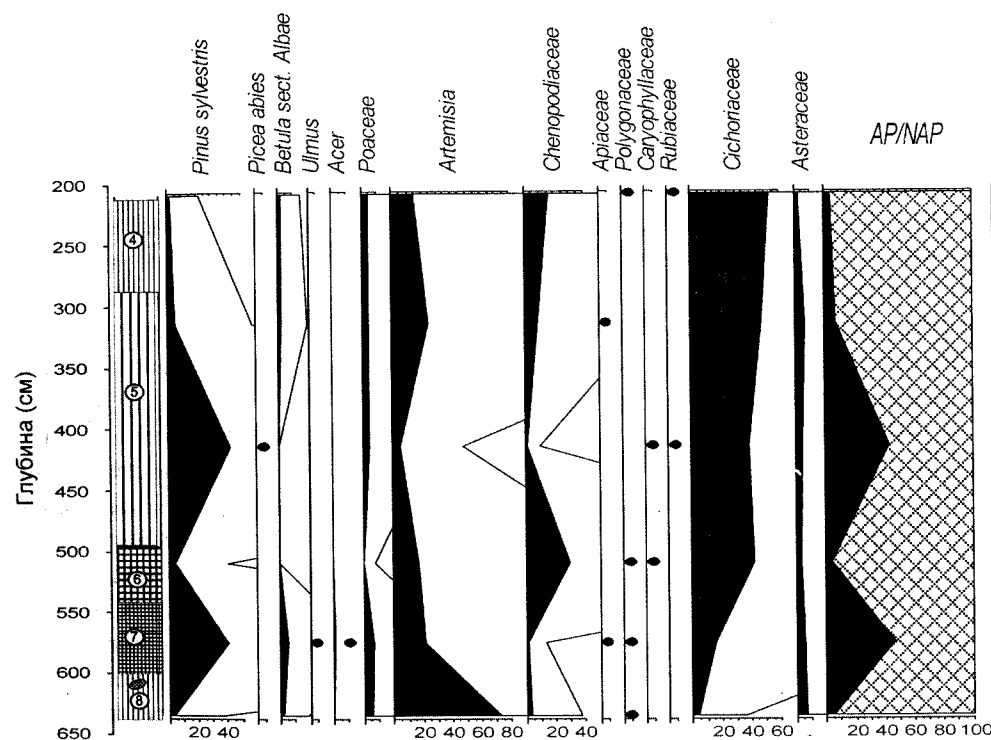 Pinus sylvestris
Picea abies
Betula sect. Albae
Ulmus
Acer
Poaceae
Artemisia
Chenopodiaceae
Apiaceae
Polygonaceae
Caryophyllaceae
Rubiaceae
Cichoriaceae
Asteraceae
AP/NAP
Глубина (см)
200
250
300
350
400
450
500
550
600
650
4
5
6
7
8
20 40
20 40 60 80
20 40
20 40 60
20 40 60 80 100